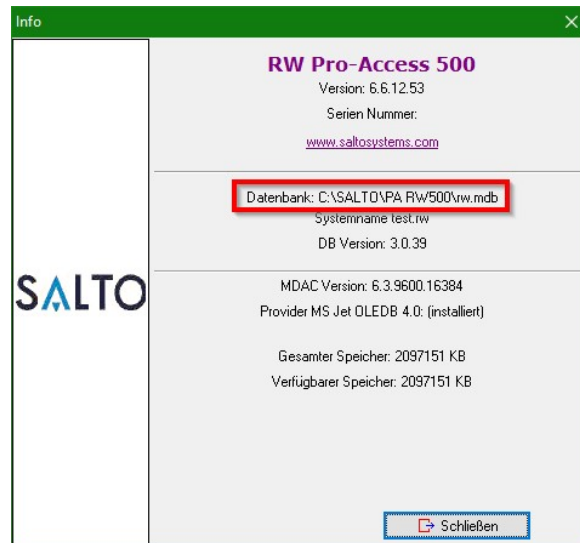 Info
RW Pro-Access 500
Version: 6.6.12.53
Serien Nummer:
www.saltosystems.com
Datenbank: C:\SALTO\PA RW500\rw.mdb
Systemname test.rw
DB Version: 3.0.39
SALTO
MDAC Version: 6.3.9600.16384
Provider MS Jet OLEDB 4.0: (installiert)
Gesamter Speicher: 2097151 KB
Verfügbarer Speicher: 2097151 KB
Schließen